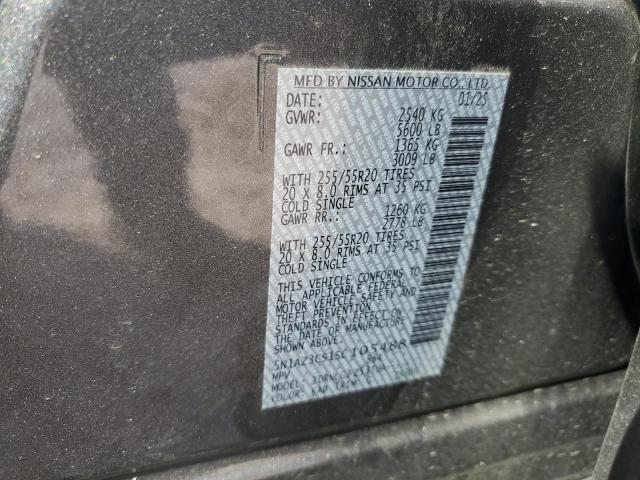 MFD BY NISSAN MOTOR CO., LTD
DATE: 01/25
GVWR: 2540 KG
5600 LB
GAWR FR.: 1365 KG
3009 LB
WITH 255/55R20 TIRES
20 X 8.0 RIMS AT 35 PSI
COLD SINGLE
GAWR RR.: 1260 KG
2778 LB
WITH 255/55R20 TIRES
20 X 8.0 RIMS AT 35 PSI
COLD SINGLE
THIS VEHICLE CONFORMS TO
ALL APPLICABLE FEDERAL
MOTOR VEHICLE SAFETY AND
THEFT PREVENTION
STANDARDS IN EFFECT ON
THE DATE OF MANUFACTURE
SHOWN ABOVE.
MPV
MODEL:
COLOR: KAD TRIM: